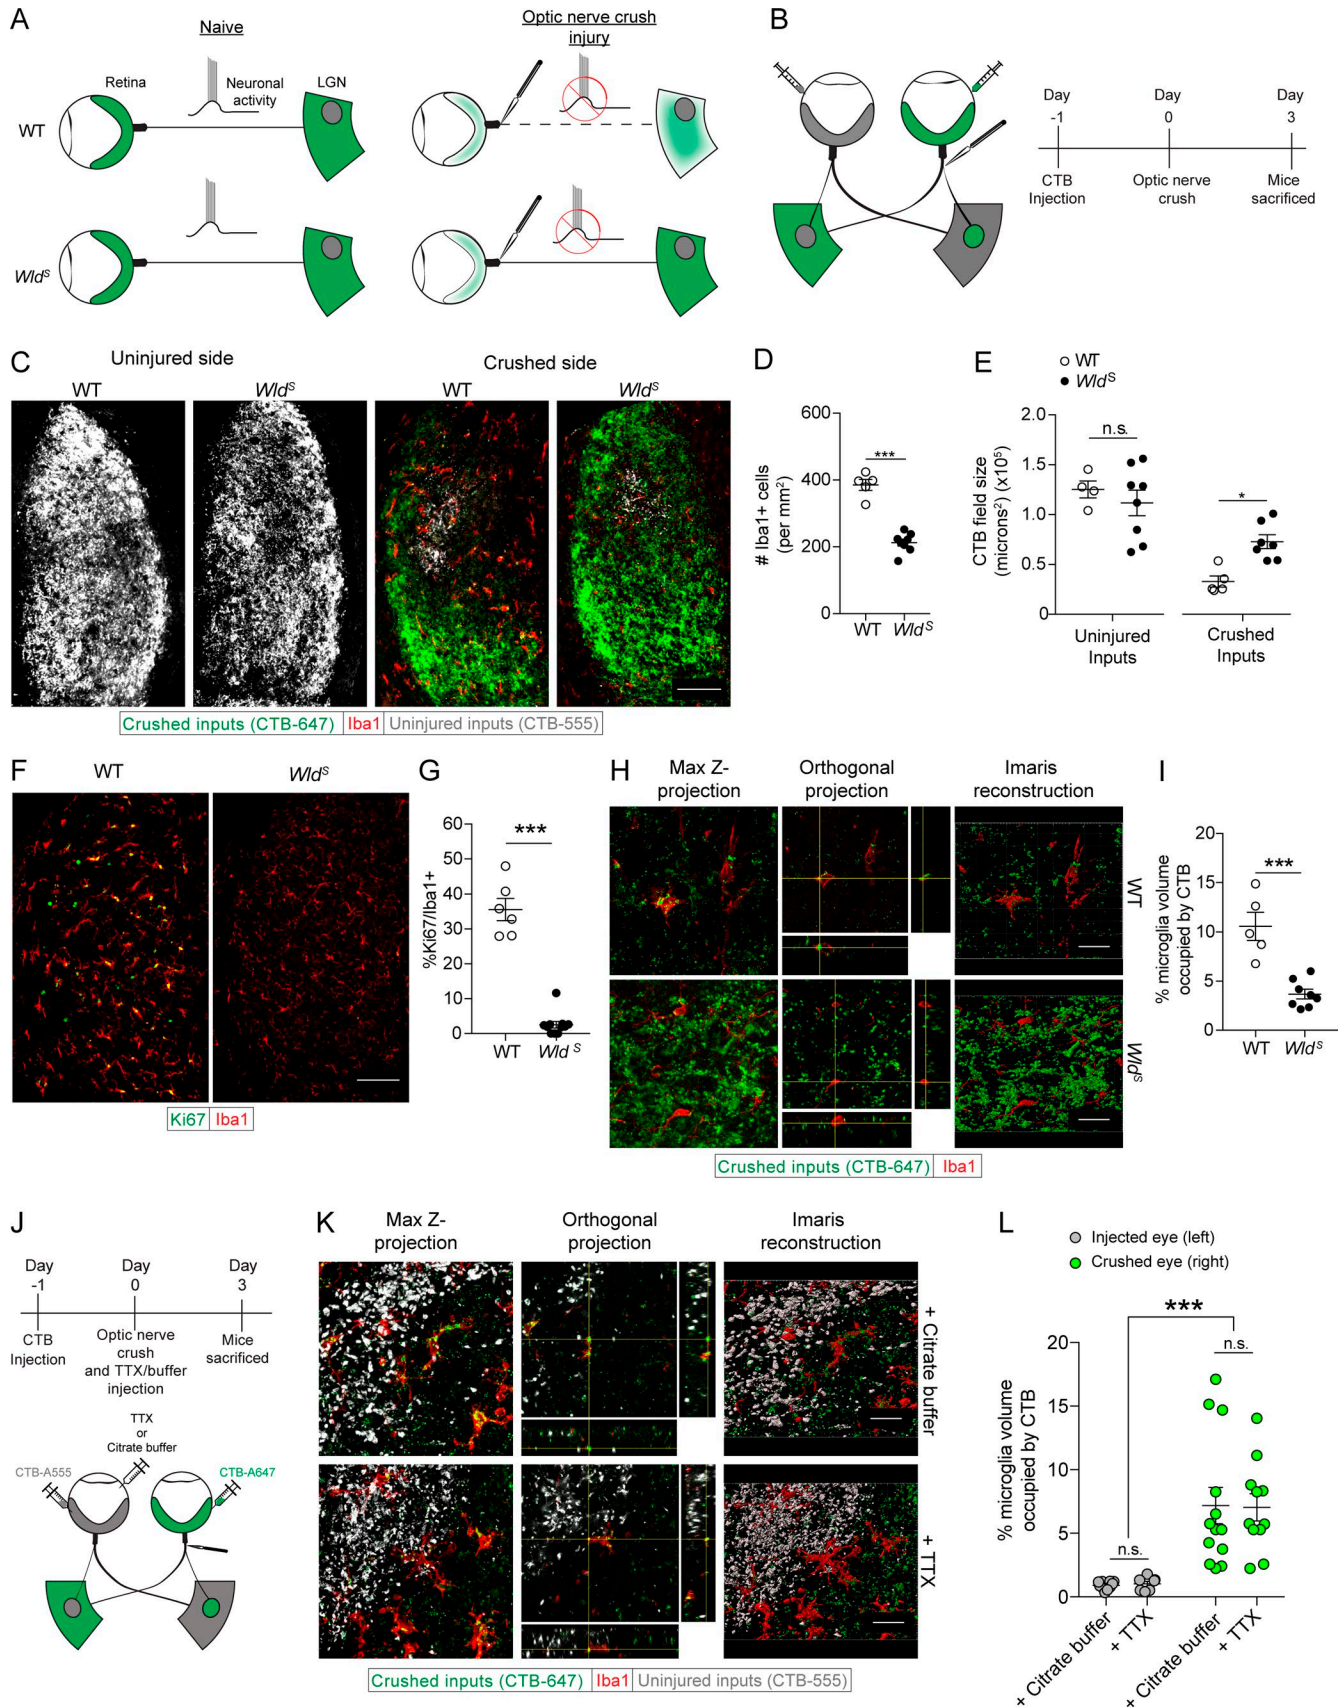 A
Naive
Optic nerve crush
injury
Retina
Neuronal
activity
LGN
WT
Wld^S
B
Day
-1
Day
0
Day
3
CTB
Injection
Optic nerve
crush
Mice
sacrificed
C
Uninjured side
Crushed side
WT
Wld^S
WT
Wld^S
Crushed inputs (CTB-647) Iba1 Uninjured inputs (CTB-555)
D
# Iba1+ cells
(per mm²)
600
400
200
0
***
WT
Wld^S
E
WT
Wld^S
CTB field size
(microns²) (x10⁵)
2.0
1.5
1.0
0.5
0
n.s.
*
Uninjured
Inputs
Crushed
Inputs
F
WT
Wld^S
Ki67 Iba1
G
%Ki67/Iba1+
60
50
40
30
20
10
0
***
WT
Wld^S
H
Max Z-
projection
Orthogonal
projection
Imaris
reconstruction
WT
Wld^S
Crushed inputs (CTB-647) Iba1
I
% microglia volume
occupied by CTB
20
15
10
5
0
***
WT
Wld^S
J
Day
-1
Day
0
Day
3
CTB
Injection
Optic nerve
crush
and TTX/buffer
injection
Mice
sacrificed
TTX
or
Citrate buffer
CTB-A555
CTB-A647
K
Max Z-
projection
Orthogonal
projection
Imaris
reconstruction
+ Citrate buffer
+ TTX
Crushed inputs (CTB-647) Iba1 Uninjured inputs (CTB-555)
L
Injected eye (left)
Crushed eye (right)
% microglia volume
occupied by CTB
20
15
10
5
0
***
n.s.
n.s.
+ Citrate buffer
+ TTX
+ Citrate buffer
+ TTX